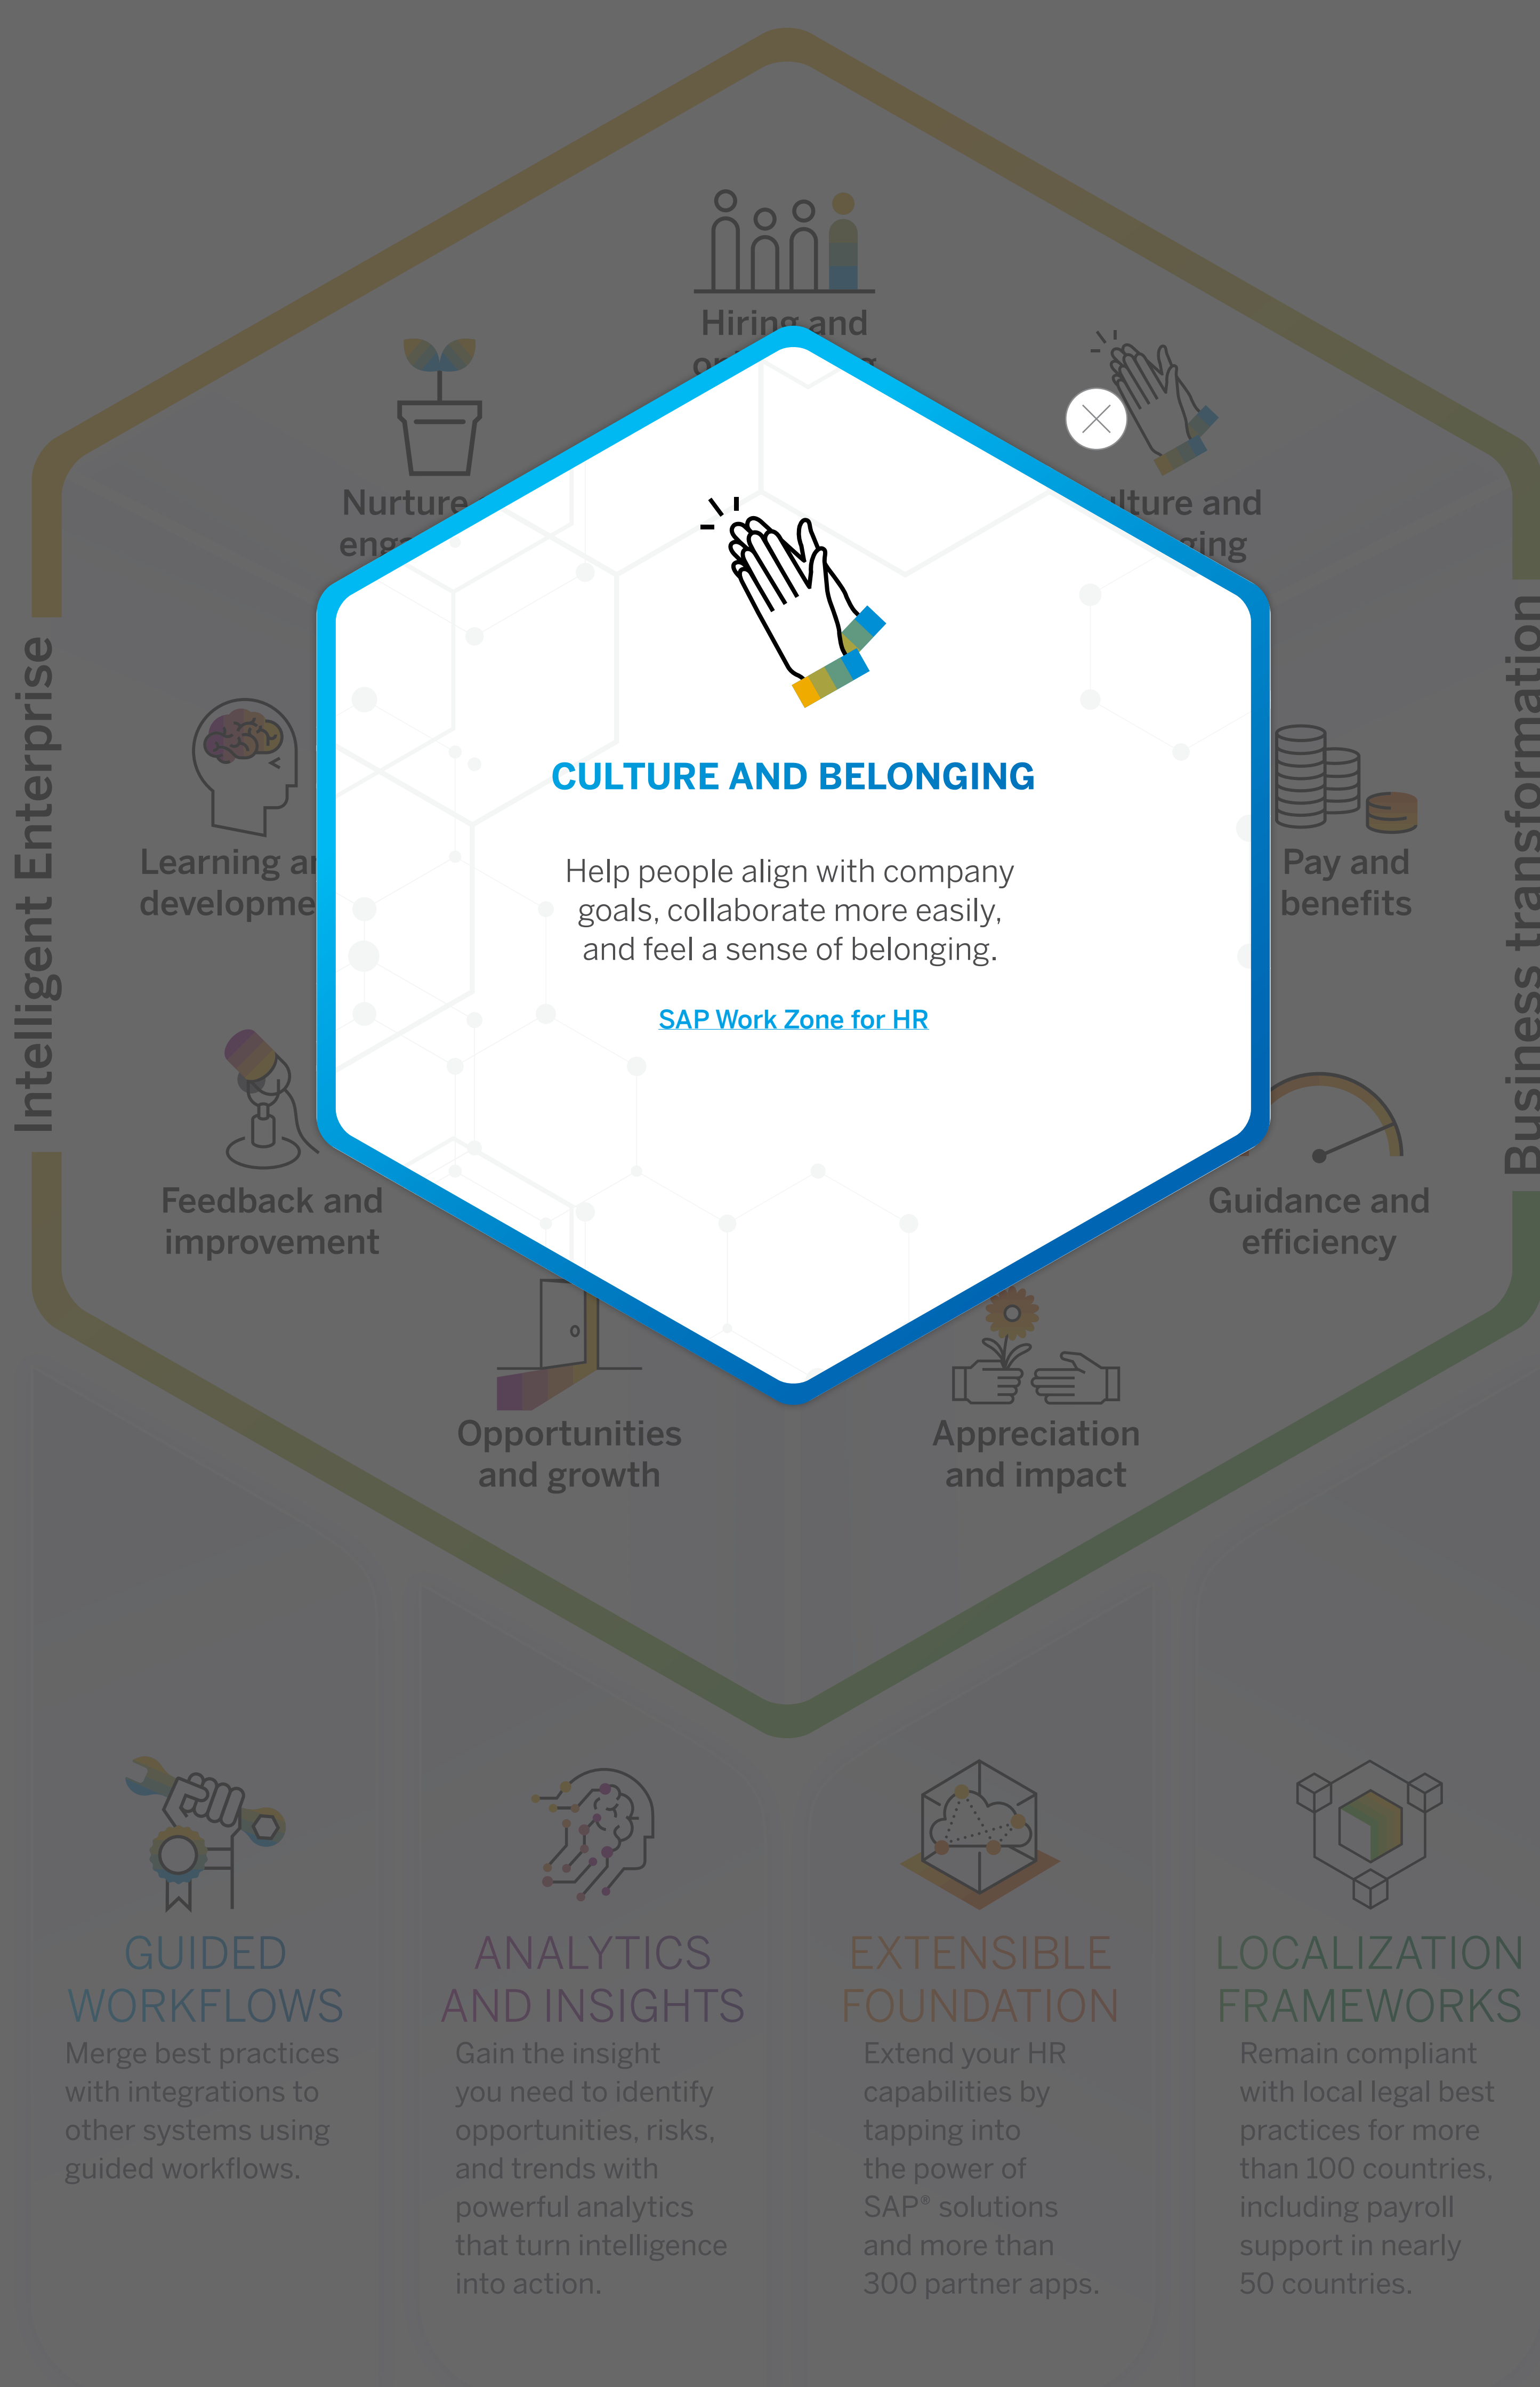 Hiring and
Nurture
ulture and
ging
CULTURE AND BELONGING
Help people align with company
goals, collaborate more easily,
and feel a sense of belonging.
SAP Work Zone for HR
Intelligent Enterprise
Business transformation
Learning
developme
Pay and
benefits
Feedback and
improvement
Guidance and
efficiency
Opportunities
and growth
Appreciation
and impact
GUIDED
WORKFLOWS
Merge best practices
with integrations to
other systems using
guided workflows.
ANALYTICS
AND INSIGHTS
Gain the insight
you need to identify
opportunities, risks,
and trends with
powerful analytics
that turn intelligence
into action.
EXTENSIBLE
FOUNDATION
Extend your HR
capabilities by
tapping into
the power of
SAP® solutions
and more than
300 partner apps.
LOCALIZATION
FRAMEWORKS
Remain compliant
with local legal best
practices for more
than 100 countries,
including payroll
support in nearly
50 countries.